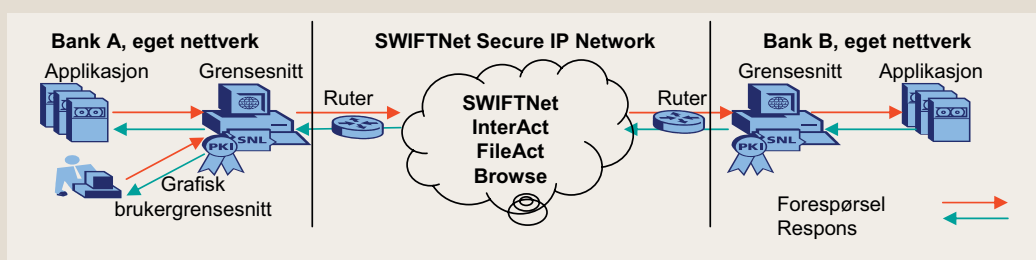 Bank A, eget nettverk
SWIFTNet Secure IP Network
Bank B, eget nettverk
Applikasjon
Grensesnitt
Ruter
SWIFTNet
InterAct
FileAct
Browse
Ruter
Grensesnitt
Applikasjon
PKI
SNL
PKI
SNL
Grafisk
brukergrensesnitt
Forespørsel
Respons